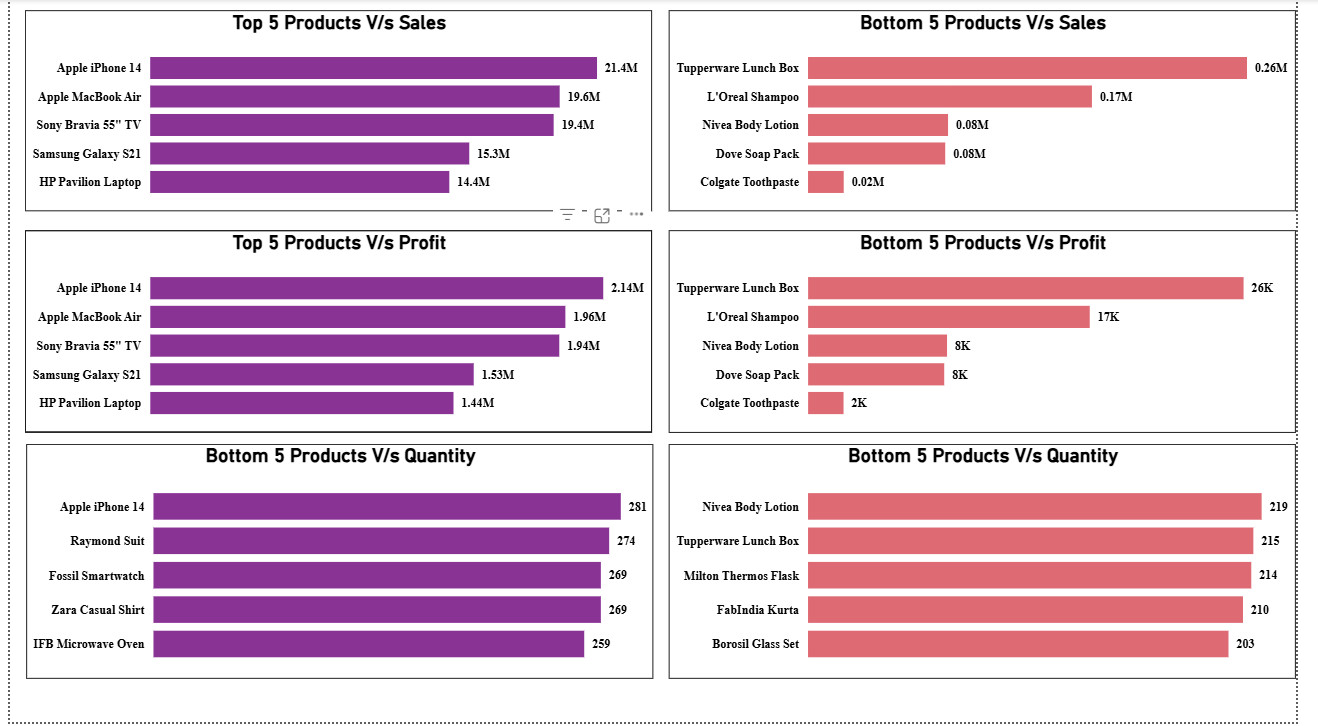 Top 5 Products V/s Sales
Apple iPhone 14 21.4M
Apple MacBook Air 19.6M
Sony Bravia 55" TV 19.4M
Samsung Galaxy S21 15.3M
HP Pavilion Laptop 14.4M
Bottom 5 Products V/s Sales
Tupperware Lunch Box 0.26M
L'Oreal Shampoo 0.17M
Nivea Body Lotion 0.08M
Dove Soap Pack 0.08M
Colgate Toothpaste 0.02M
Top 5 Products V/s Profit
Apple iPhone 14 2.14M
Apple MacBook Air 1.96M
Sony Bravia 55" TV 1.94M
Samsung Galaxy S21 1.53M
HP Pavilion Laptop 1.44M
Bottom 5 Products V/s Profit
Tupperware Lunch Box 26K
L'Oreal Shampoo 17K
Nivea Body Lotion 8K
Dove Soap Pack 8K
Colgate Toothpaste 2K
Bottom 5 Products V/s Quantity
Apple iPhone 14 281
Raymond Suit 274
Fossil Smartwatch 269
Zara Casual Shirt 269
IFB Microwave Oven 259
Bottom 5 Products V/s Quantity
Nivea Body Lotion 219
Tupperware Lunch Box 215
Milton Thermos Flask 214
FabIndia Kurta 210
Borosil Glass Set 203